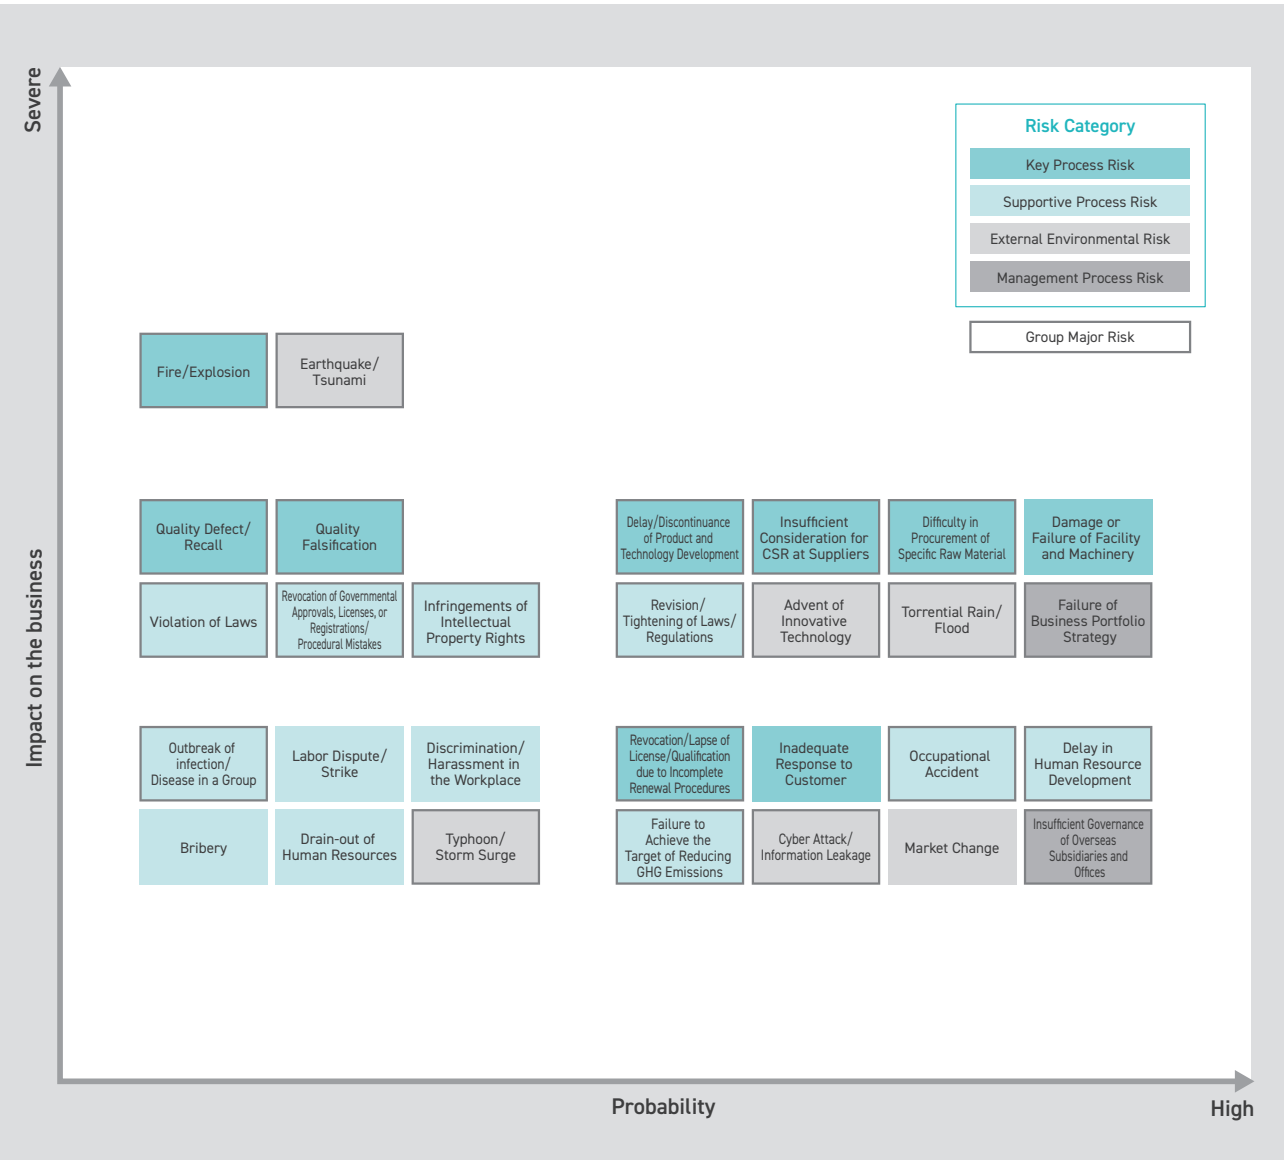 Severe
Risk Category
Key Process Risk
Supportive Process Risk
External Environmental Risk
Management Process Risk
Group Major Risk
Fire/Explosion
Earthquake/
Tsunami
Quality Defect/
Recall
Quality
Falsification
Delay/Discontinuance
of Product and
Technology Development
Insufficient
Consideration for
CSR at Suppliers
Difficulty in
Procurement of
Specific Raw Material
Damage or
Failure of Facility
and Machinery
Violation of Laws
Revocation of Governmental
Approvals, Licenses, or
Registrations/
Procedural Mistakes
Infringements of
Intellectual
Property Rights
Revision/
Tightening of Laws/
Regulations
Advent of
Innovative
Technology
Torrential Rain/
Flood
Failure of
Business Portfolio
Strategy
Impact on the business
Outbreak of
infection/
Disease in a Group
Labor Dispute/
Strike
Discrimination/
Harassment in
the Workplace
Revocation/Lapse of
License/Qualification
due to Incomplete
Renewal Procedures
Inadequate
Response to
Customer
Occupational
Accident
Delay in
Human Resource
Development
Bribery
Drain-out of
Human Resources
Typhoon/
Storm Surge
Failure to
Achieve the
Target of Reducing
GHG Emissions
Cyber Attack/
Information Leakage
Market Change
Insufficient Governance
of Overseas
Subsidiaries and
Offices
Probability
High